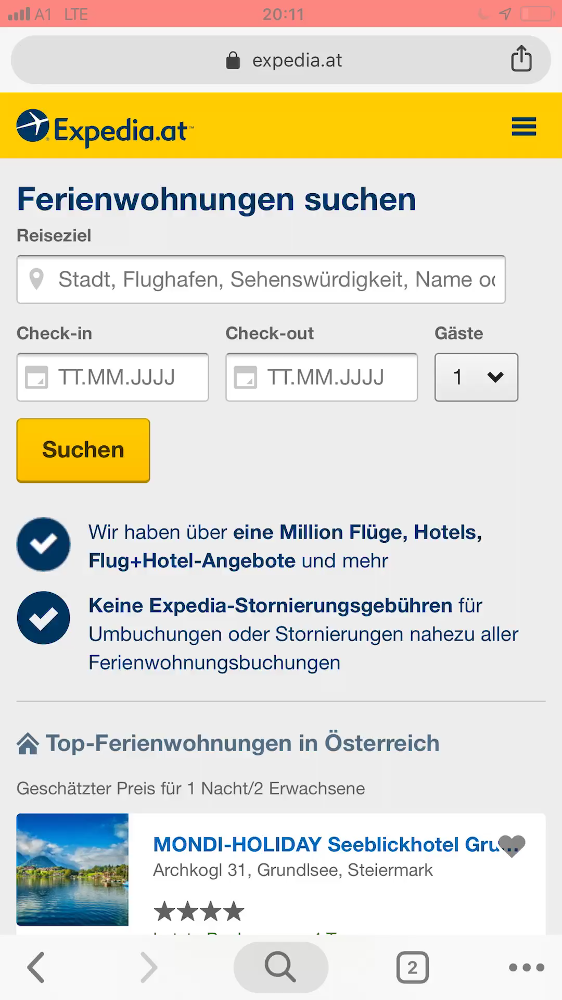 A1 LTE 20:11
expedia.at
Expedia.at™
Ferienwohnungen suchen
Reiseziel
Stadt, Flughafen, Sehenswürdigkeit, Name
Check-in Check-out Gäste
TT.MM.JJJJ TT.MM.JJJJ 1
Suchen
Wir haben über eine Million Flüge, Hotels,
Flug+Hotel-Angebote und mehr
Keine Expedia-Stornierungsgebühren für
Umbuchungen oder Stornierungen nahezu aller
Ferienwohnungsbuchungen
Top-Ferienwohnungen in Österreich
Geschätzter Preis für 1 Nacht/2 Erwachsene
MONDI-HOLIDAY Seeblickhotel Gru...
Archkogl 31, Grundlsee, Steiermark
2